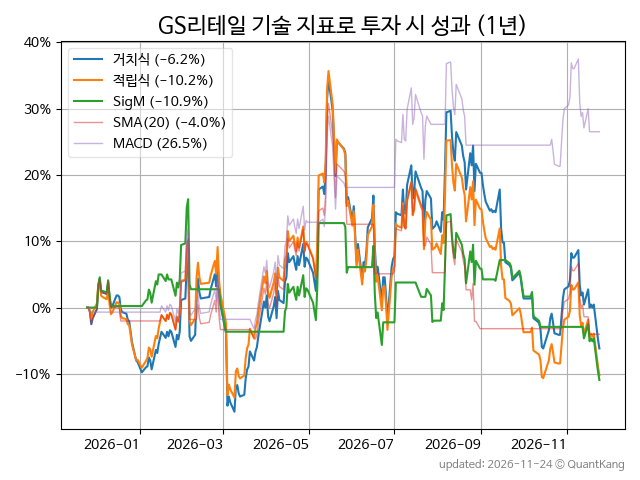 GS리테일 기술 지표로 투자 시 성과 (1년)
40%
30%
20%
10%
0%
−10%
거치식 (−6.2%)
적립식 (−10.2%)
SigM (−10.9%)
SMA(20) (−4.0%)
MACD (26.5%)
2026-01
2026-03
2026-05
2026-07
2026-09
2026-11
updated: 2026-11-24 © QuantKang